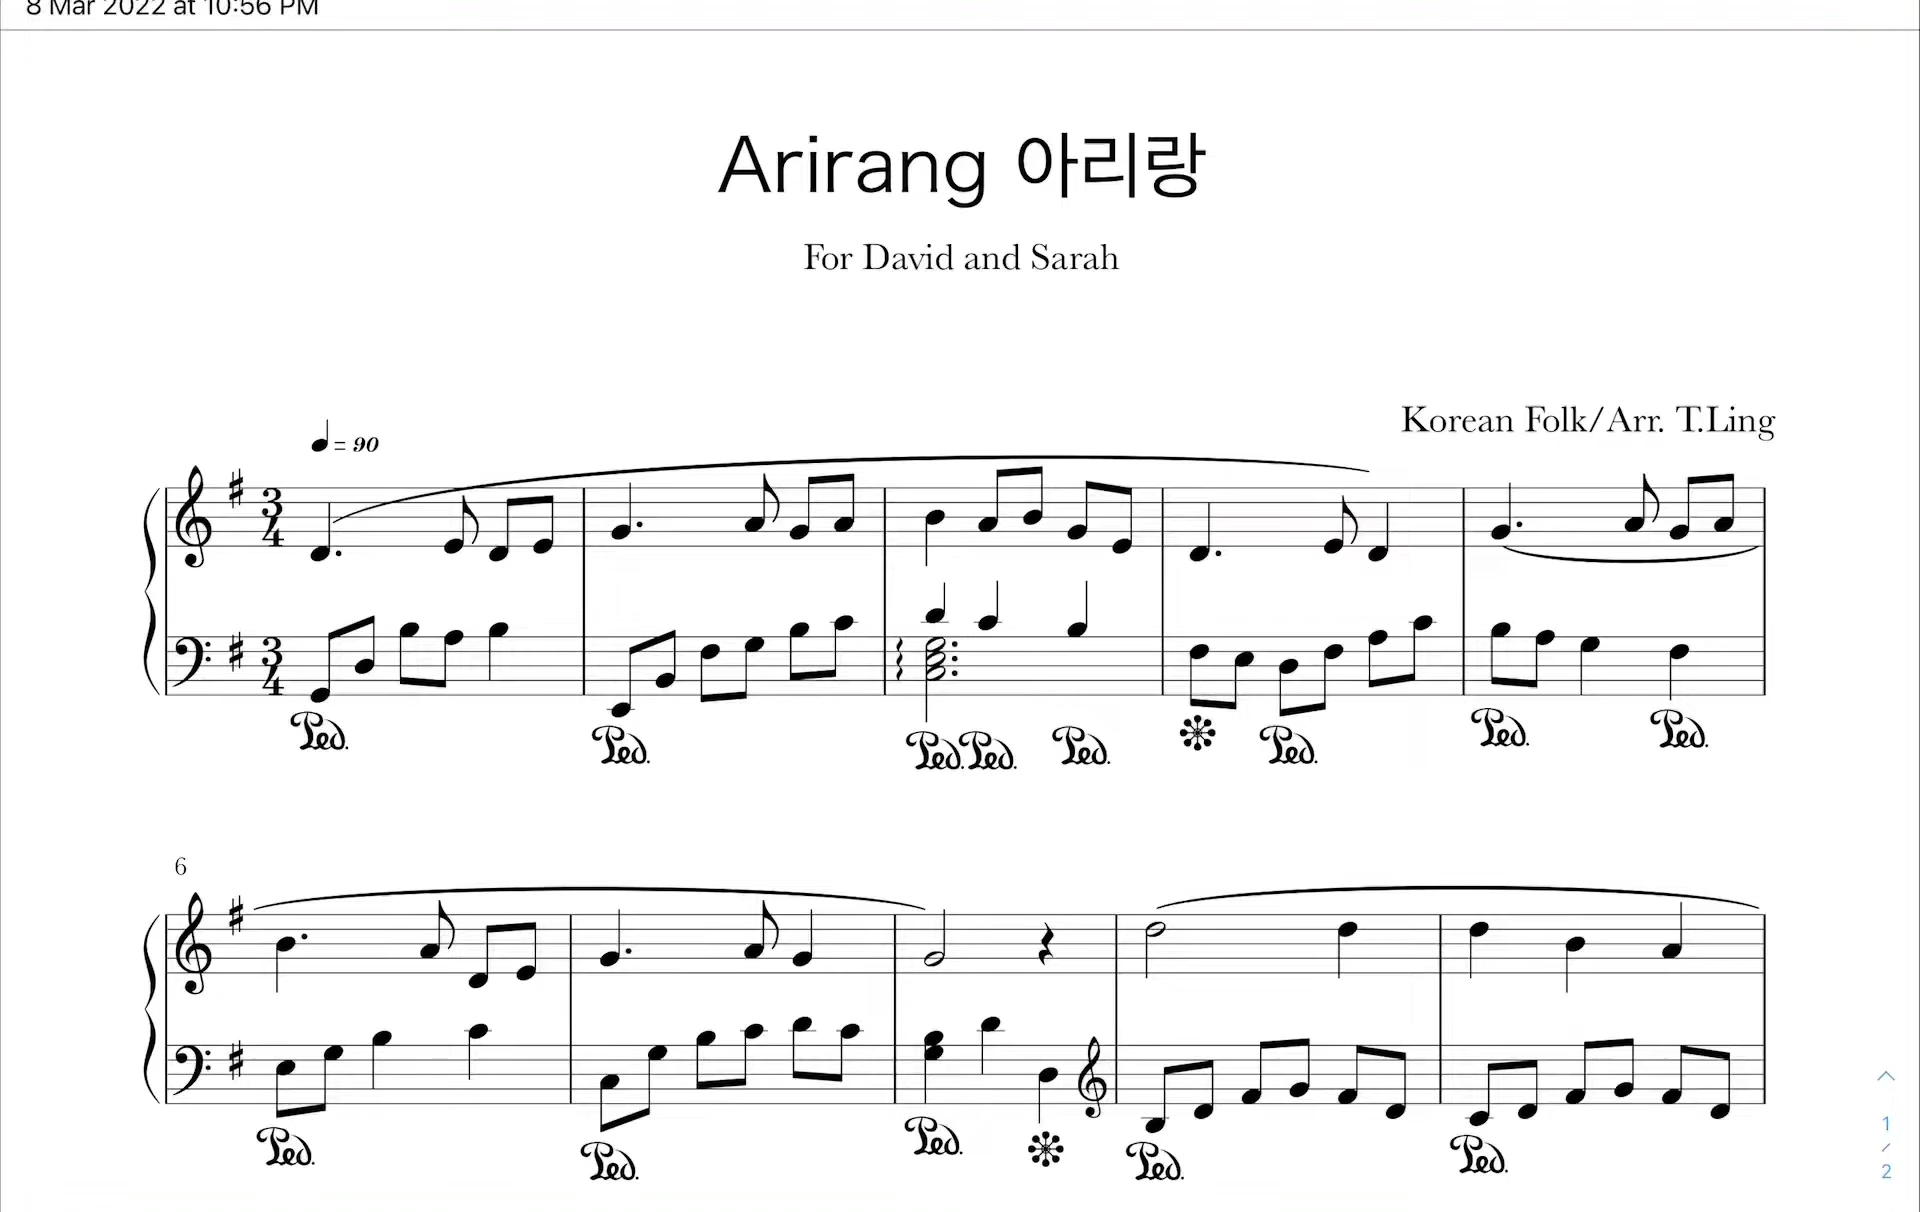 8 Mar 2022 at 10:56 PM
Arirang 아리랑
For David and Sarah
Korean Folk/Arr. T.Ling
= 90
3
4
3
4
Ped. Ped. Ped. Ped. Ped. Ped. Ped. Ped.
6
Ped. Ped. Ped. Ped. Ped.
1
/
2